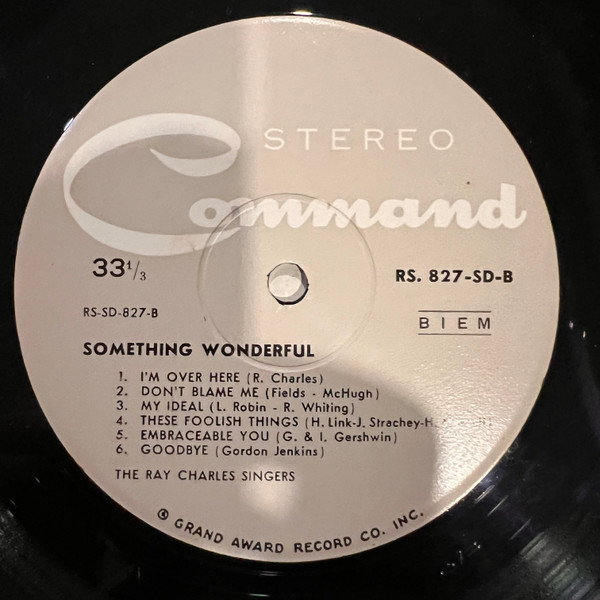 STEREO
Command
33 1/3
RS. 827-SD-B
RS-SD-827-B
BIEM
SOMETHING WONDERFUL
1. I'M OVER HERE (R. Charles)
2. DON'T BLAME ME (Fields - McHugh)
3. MY IDEAL (L. Robin - R. Whiting)
4. THESE FOOLISH THINGS (H. Link-J. Strachey-H.
5. EMBRACEABLE YOU (G. & I. Gershwin)
6. GOODBYE (Gordon Jenkins)
THE RAY CHARLES SINGERS
GRAND AWARD RECORD CO. INC.